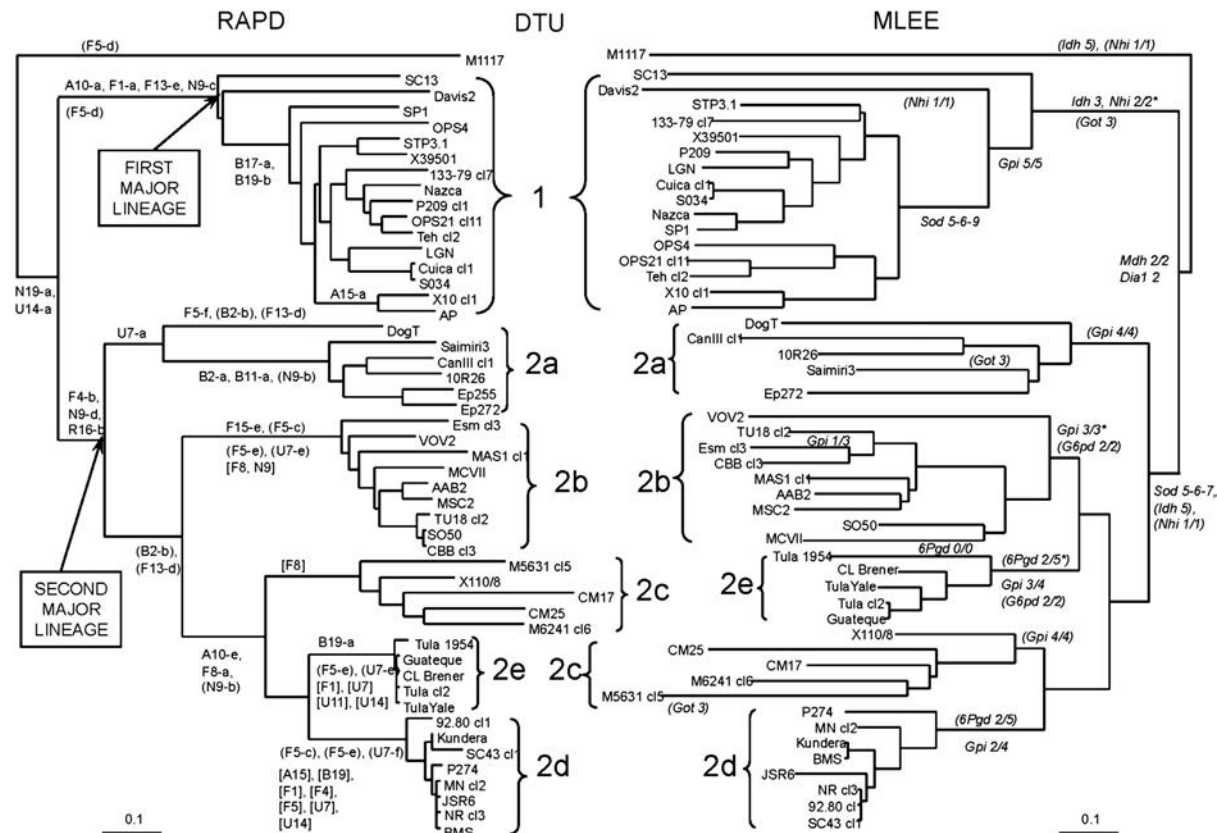 RAPD
DTU
MLEE
(F5-d)
M1117
A10-a, F1-a, F13-e, N9-c
(F5-d)
SC13
Davis2
SP1
OPS4
STP3.1
X39501
133-79 cl7
Nazca
P209 cl1
OPS21 cl11
Teh cl2
LGN
Cuica cl1
S034
X10 cl1
AP
B17-a,
B19-b
A15-a
FIRST
MAJOR
LINEAGE
1
N19-a,
U14-a
F5-f, (B2-b), (F13-d)
U7-a
DogT
Saimiri3
CanIII cl1
10R26
Ep255
Ep272
B2-a, B11-a, (N9-b)
2a
F4-b,
N9-d,
R16-b
F15-e, (F5-c)
(F5-e), (U7-e)
[F8, N9]
Esm cl3
VOV2
MAS1 cl1
MCVII
AAB2
MSC2
TU18 cl2
SO50
CBB cl3
2b
(B2-b),
(F13-d)
SECOND
MAJOR
LINEAGE
[F8]
M5631 cl5
X110/8
CM17
CM25
M6241 cl6
2c
A10-e,
F8-a,
(N9-b)
B19-a
(F5-e), (U7-e)
[F1], [U7]
[U11], [U14]
Tula 1954
Guateque
CL Brener
Tula cl2
TulaYale
2e
(F5-c), (F5-e), (U7-f)
[A15], [B19],
[F1], [F4],
[F5], [U7],
[U14]
92.80 cl1
Kundera
SC43 cl1
P274
MN cl2
JSR6
NR cl3
BMS
2d
0.1
M1117
(Idh 5), (Nhi 1/1)
SC13
Davis2
(Nhi 1/1)
Idh 3, Nhi 2/2*
(Got 3)
STP3.1
133-79 cl7
X39501
P209
LGN
Cuica cl1
S034
Nazca
SP1
OPS4
OPS21 cl11
Teh cl2
X10 cl1
AP
Gpi 5/5
Sod 5-6-9
Mdh 2/2
Dia1 2
2a
DogT
CanIII cl1
10R26
Saimiri3
Ep272
(Gpi 4/4)
(Got 3)
2b
VOV2
TU18 cl2
Gpi 1/3
Esm cl3
CBB cl3
MAS1 cl1
AAB2
MSC2
SO50
MCVII
Gpi 3/3*
(G6pd 2/2)
Sod 5-6-7,
(Idh 5),
(Nhi 1/1)
6Pgd 0/0
2e
Tula 1954
CL Brener
TulaYale
Tula cl2
Guateque
(6Pgd 2/5*)
Gpi 3/4
(G6pd 2/2)
2c
X110/8
CM25
CM17
M6241 cl6
M5631 cl5
(Got 3)
(Gpi 4/4)
2d
P274
MN cl2
Kundera
BMS
JSR6
NR cl3
92.80 cl1
SC43 cl1
(6Pgd 2/5)
Gpi 2/4
0.1